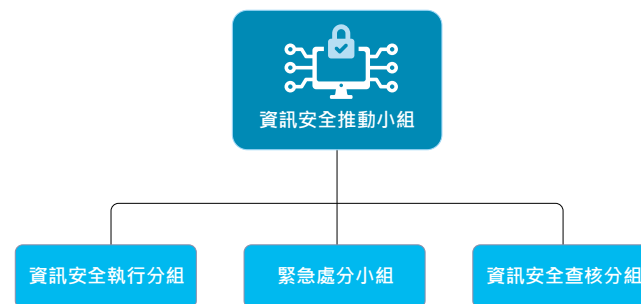 資訊安全推動小組
資訊安全執行分組
緊急處分小組
資訊安全查核分組